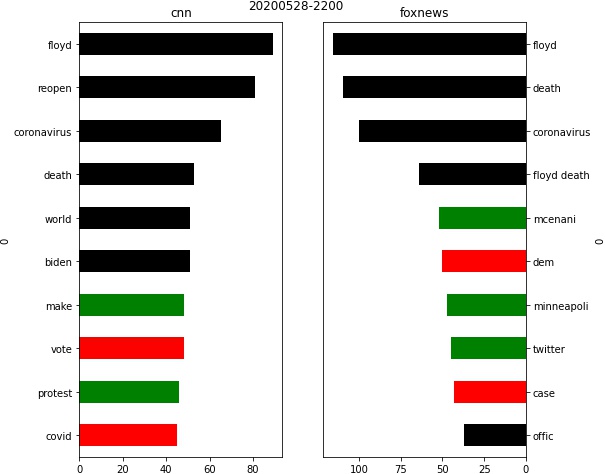 20200528-2200
cnn
foxnews
floyd
reopen
coronavirus
death
world
biden
make
vote
protest
covid
0
0 20 40 60 80
floyd
death
coronavirus
floyd death
mcenani
dem
minneapoli
twitter
case
offic
0
100 75 50 25 0